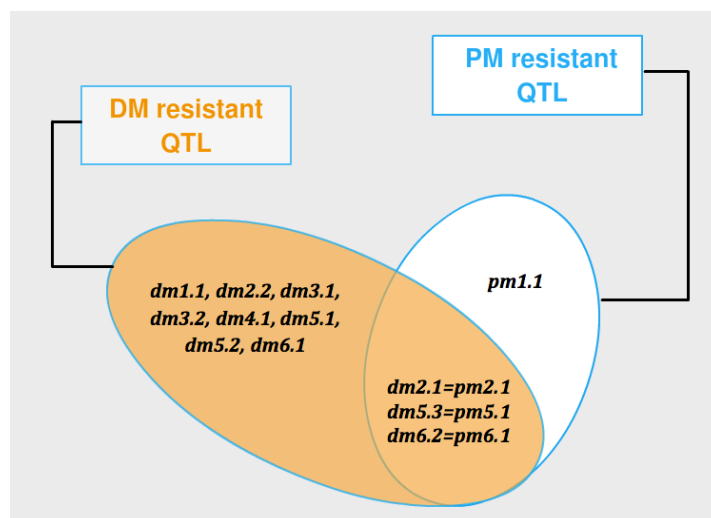 PM resistant
QTL
DM resistant
QTL
dm1.1, dm2.2, dm3.1,
dm3.2, dm4.1, dm5.1,
dm5.2, dm6.1
pm1.1
dm2.1=pm2.1
dm5.3=pm5.1
dm6.2=pm6.1